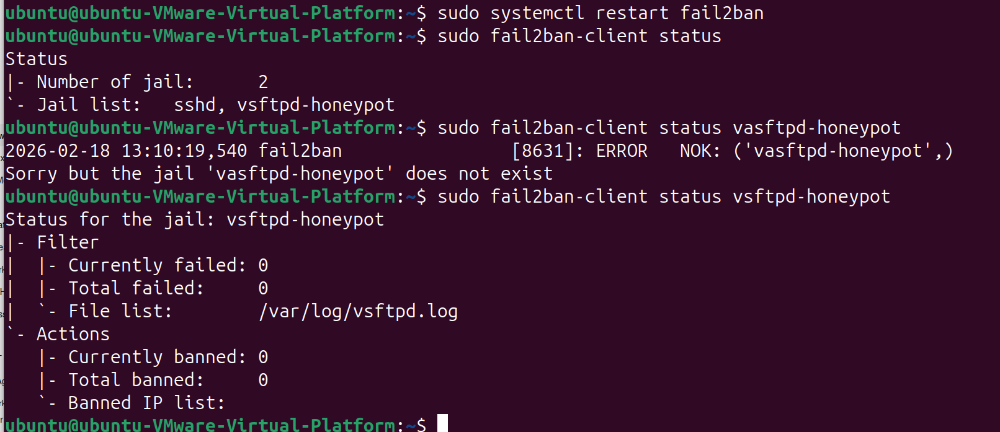 ubuntu@ubuntu-VMware-Virtual-Platform:~$ sudo systemctl restart fail2ban
ubuntu@ubuntu-VMware-Virtual-Platform:~$ sudo fail2ban-client status
Status
|- Number of jail:      2
`- Jail list:   sshd, vsftpd-honeypot
ubuntu@ubuntu-VMware-Virtual-Platform:~$ sudo fail2ban-client status vasftpd-honeypot
2026-02-18 13:10:19,540 fail2ban                [8631]: ERROR   NOK: ('vasftpd-honeypot',)
Sorry but the jail 'vasftpd-honeypot' does not exist
ubuntu@ubuntu-VMware-Virtual-Platform:~$ sudo fail2ban-client status vsftpd-honeypot
Status for the jail: vsftpd-honeypot
|- Filter
|  |- Currently failed: 0
|  |- Total failed:     0
|  `- File list:        /var/log/vsftpd.log
`- Actions
   |- Currently banned: 0
   |- Total banned:     0
   `- Banned IP list:
ubuntu@ubuntu-VMware-Virtual-Platform:~$